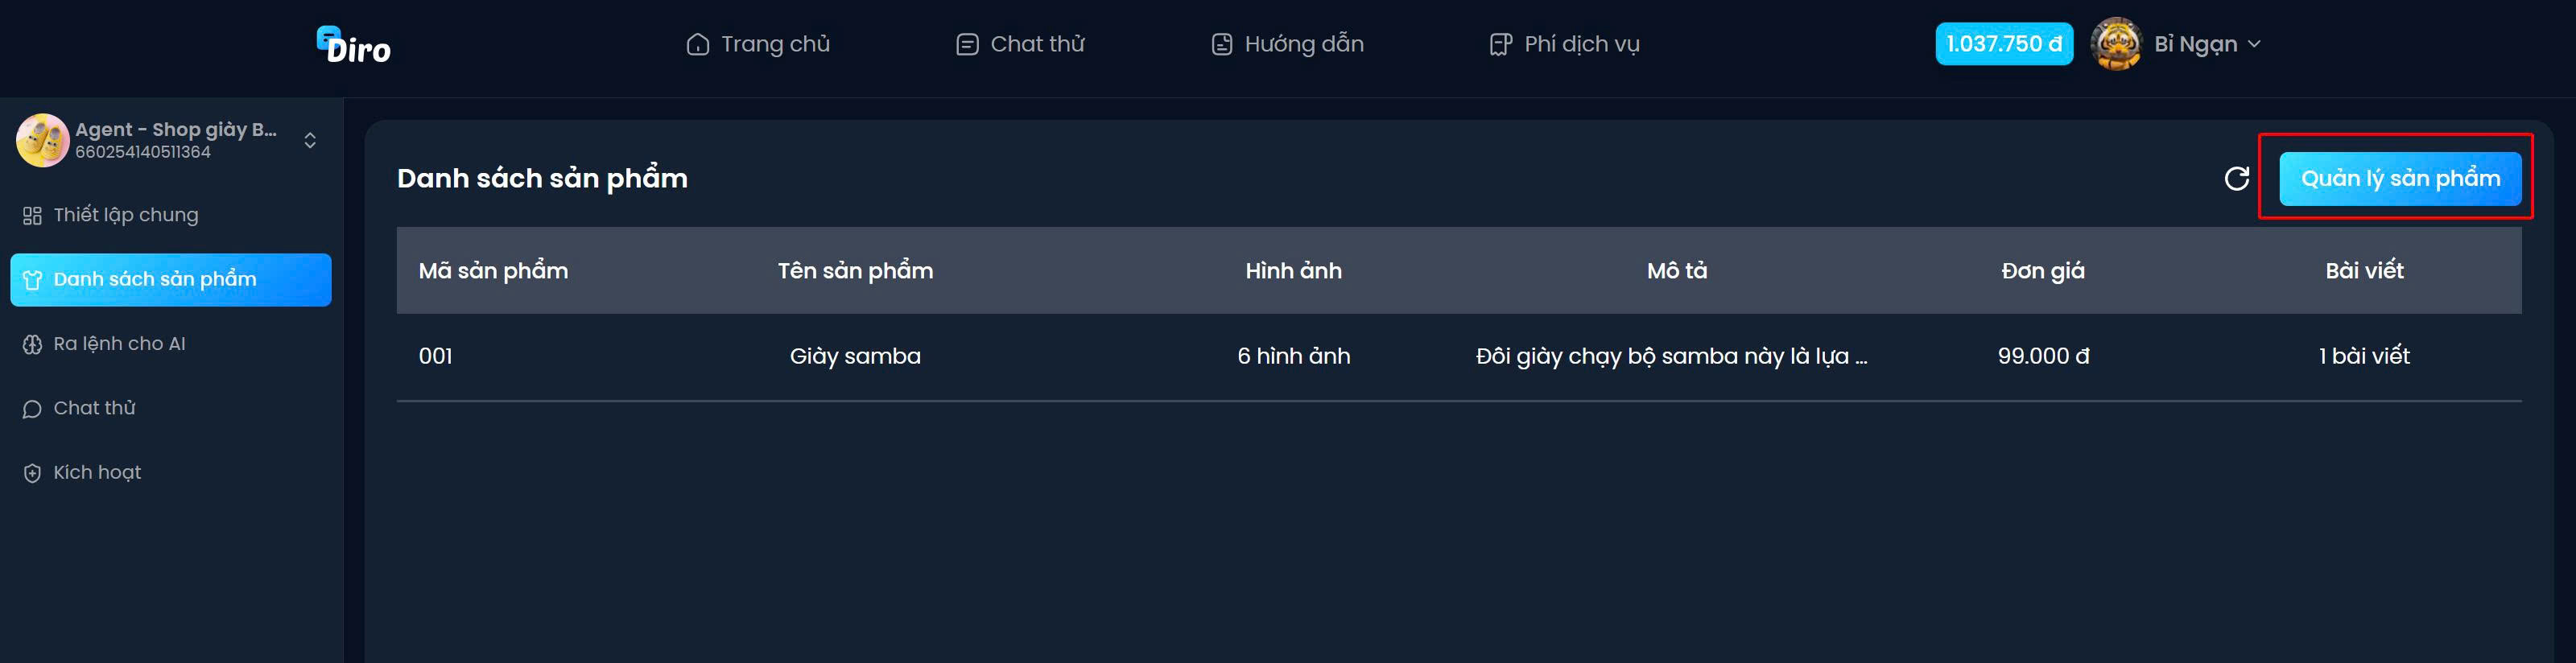 Diro
Trang chủ
Chat thử
Hướng dẫn
Phí dịch vụ
1.037.750 đ
Bỉ Ngạn
Agent - Shop giày B...
660254140511364
Thiết lập chung
Danh sách sản phẩm
Ra lệnh cho AI
Chat thử
Kích hoạt
Danh sách sản phẩm
Quản lý sản phẩm
Mã sản phẩm Tên sản phẩm Hình ảnh Mô tả Đơn giá Bài viết
001 Giày samba 6 hình ảnh Đôi giày chạy bộ samba này là lựa ... 99.000 đ 1 bài viết